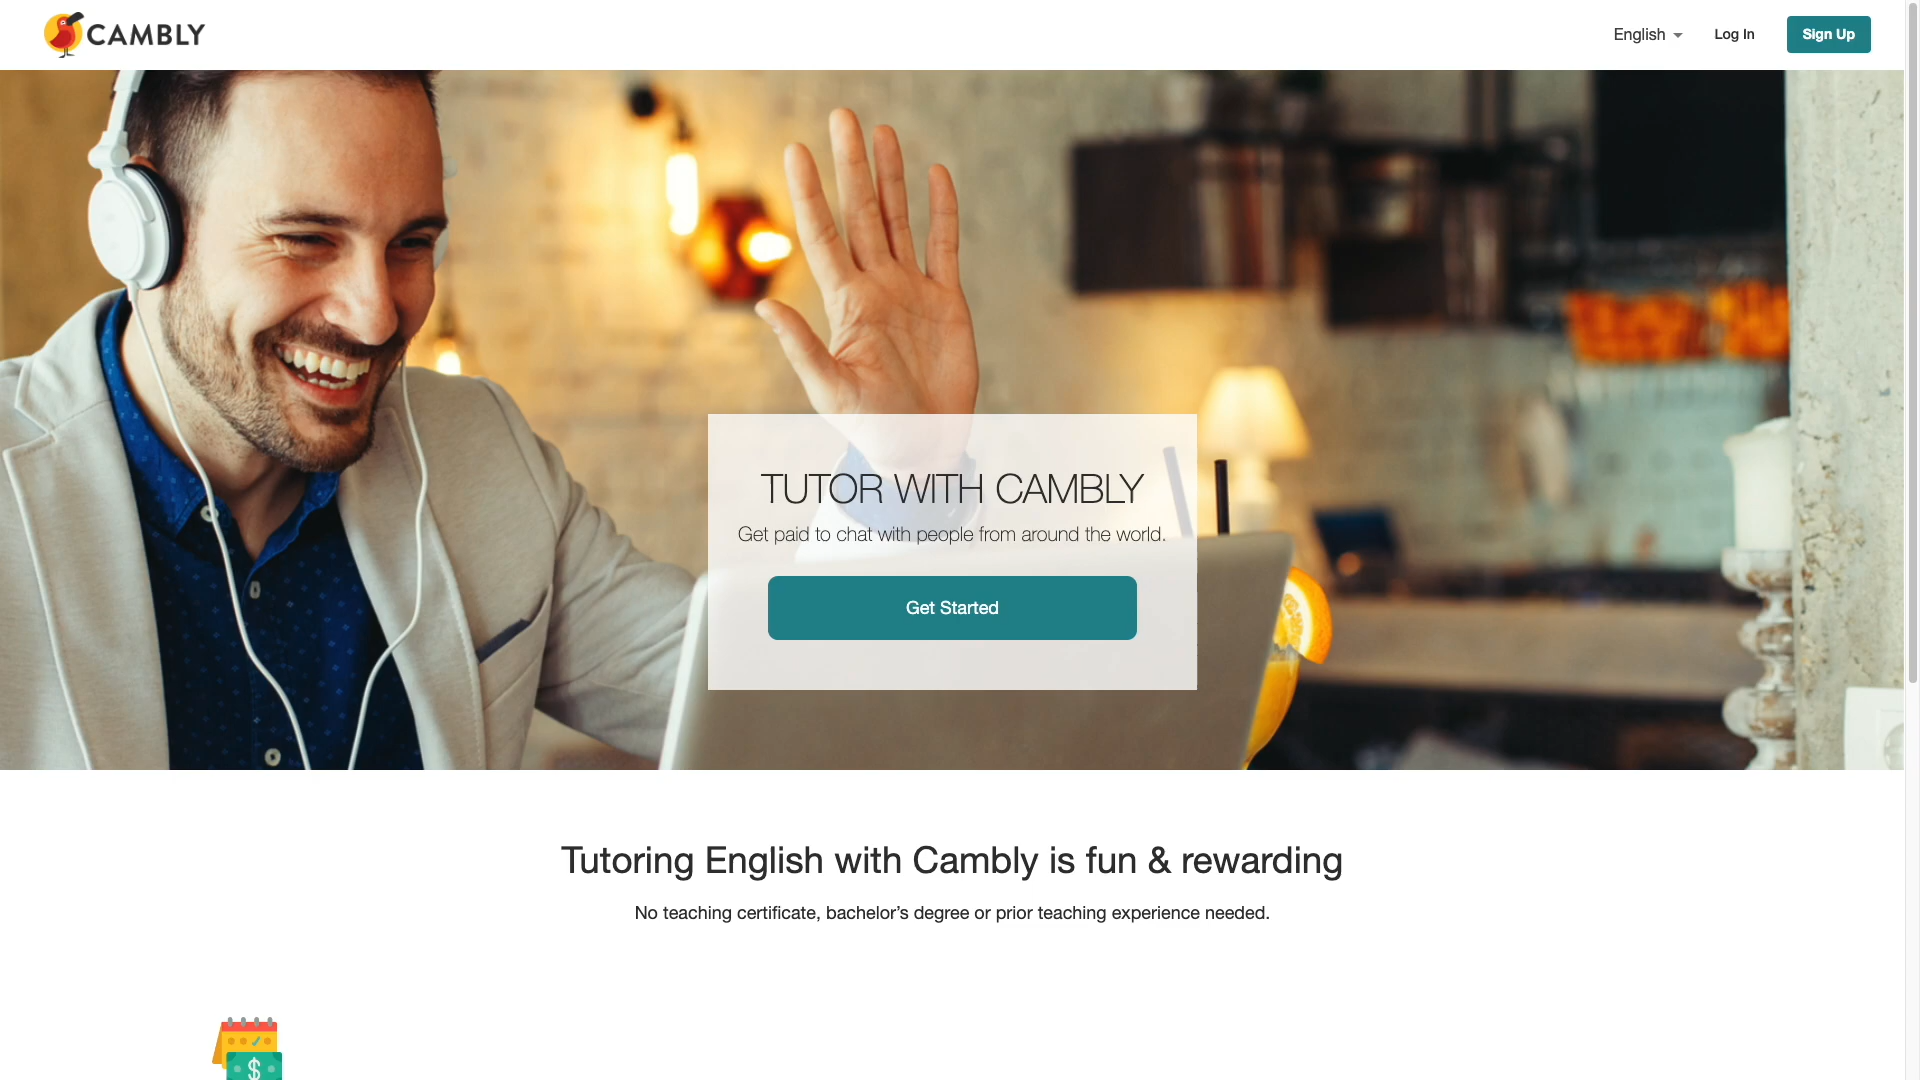 CAMBLY
English
Log In
Sign Up
TUTOR WITH CAMBLY
Get paid to chat with people from around the world.
Get Started
Tutoring English with Cambly is fun & rewarding
No teaching certificate, bachelor’s degree or prior teaching experience needed.
$